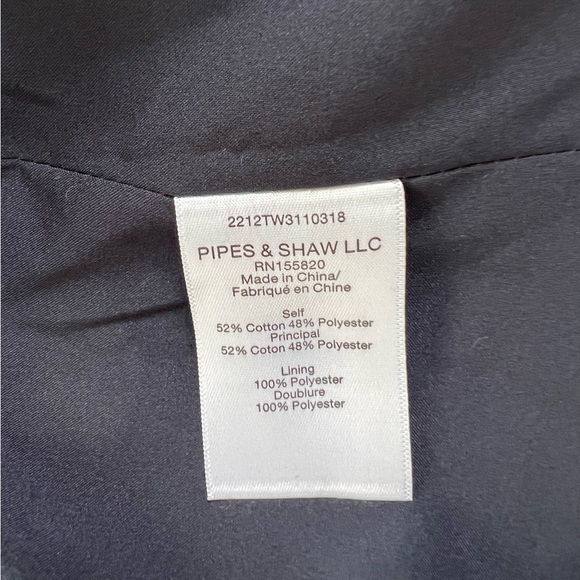 2212TW3110318
PIPES & SHAW LLC
RN155820
Made in China/
Fabriqué en Chine
Self
52% Cotton 48% Polyester
Principal
52% Coton 48% Polyester
Lining
100% Polyester
Doublure
100% Polyester